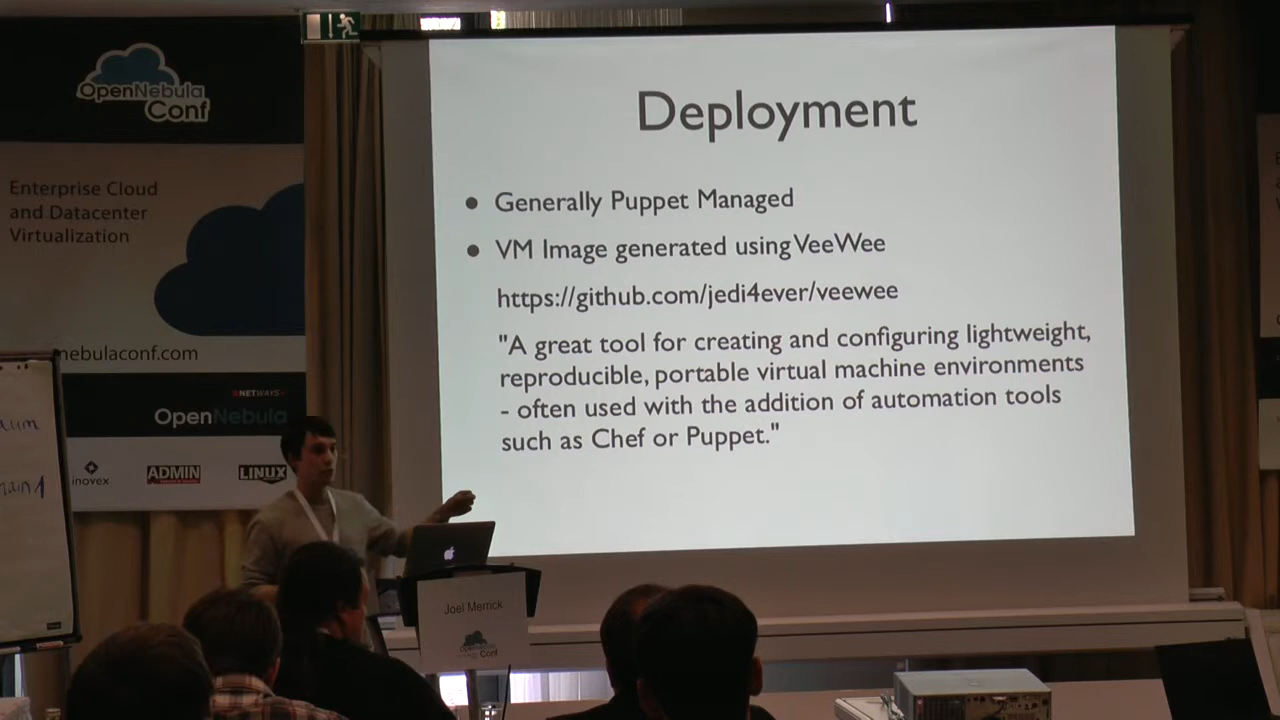 OpenNebula
Conf
Enterprise Cloud
and Datacenter
Virtualization
nebulaconf.com
NETWAYS
OpenNebula
inovex
ADMIN
LINUX
Deployment
• Generally Puppet Managed
• VM Image generated using VeeWee
https://github.com/jedi4ever/veewee
"A great tool for creating and configuring lightweight,
reproducible, portable virtual machine environments
- often used with the addition of automation tools
such as Chef or Puppet."
Joel Merrick
OpenNebula
Conf